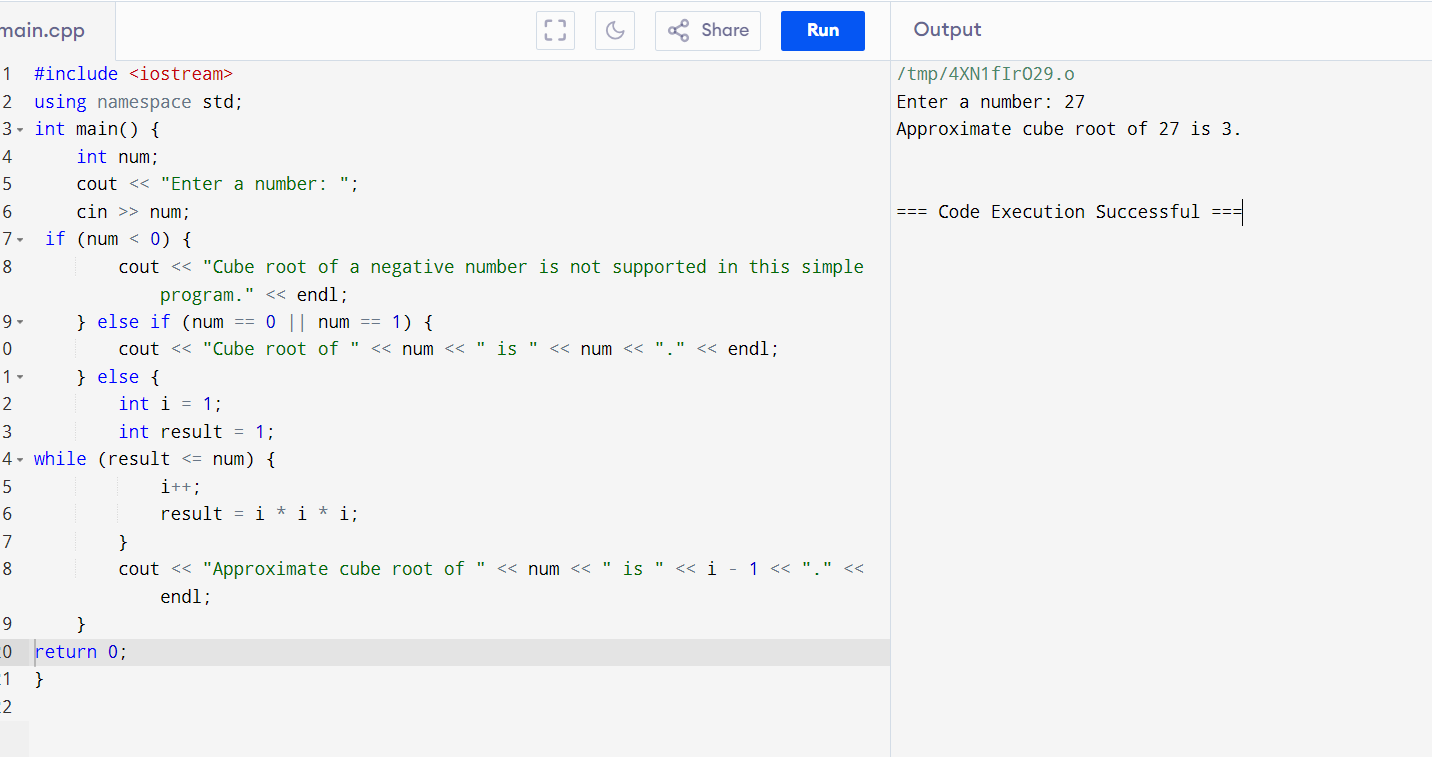 main.cpp
Share
Run
Output
1 #include <iostream>
2 using namespace std;
3 int main() {
4     int num;
5     cout << "Enter a number: ";
6     cin >> num;
7  if (num < 0) {
8         cout << "Cube root of a negative number is not supported in this simple
            program." << endl;
9     } else if (num == 0 || num == 1) {
0         cout << "Cube root of " << num << " is " << num << "." << endl;
1     } else {
2         int i = 1;
3         int result = 1;
4 while (result <= num) {
5             i++;
6             result = i * i * i;
7         }
8         cout << "Approximate cube root of " << num << " is " << i - 1 << "." <<
            endl;
9     }
20 return 0;
21 }
22
/tmp/4XN1fIrO29.o
Enter a number: 27
Approximate cube root of 27 is 3.
=== Code Execution Successful ===